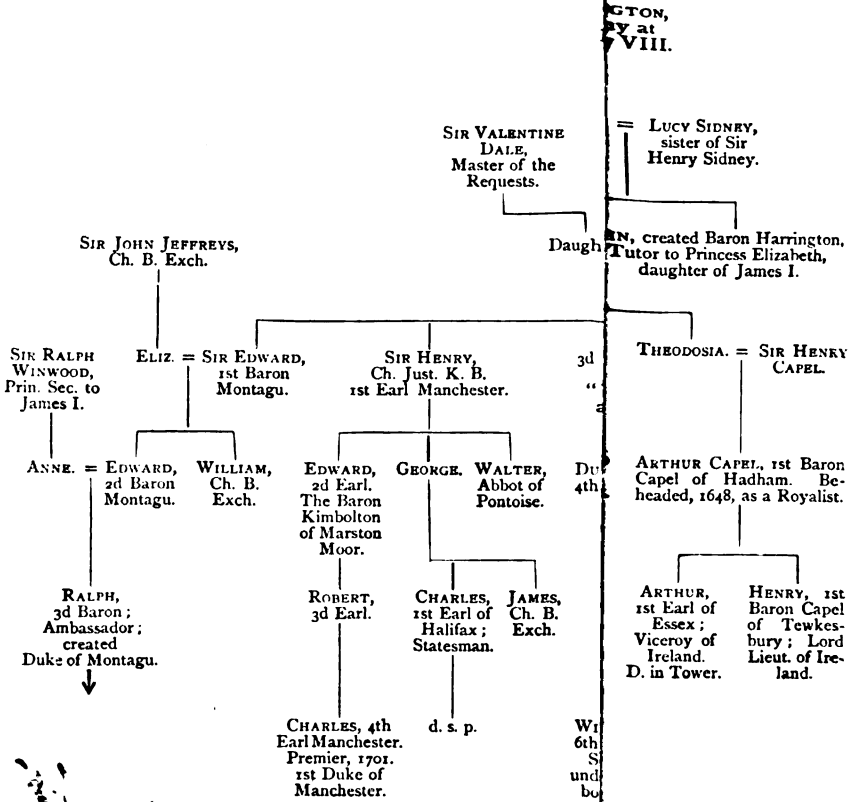 GTON,
ay at
VIII.
SIR VALENTINE
DALE,
Master of the
Requests.
= LUCY SIDNEY,
sister of Sir
Henry Sidney.
SIR JOHN JEFFREYS,
Ch. B. Exch.
Daugh
N, created Baron Harrington,
Tutor to Princess Elizabeth,
daughter of James I.
SIR RALPH
WINWOOD,
Prin. Sec. to
James I.
ELIZ. = SIR EDWARD,
1st Baron
Montagu.
SIR HENRY,
Ch. Just. K. B.
1st Earl Manchester.
3d
“
a
THEODOSIA. = SIR HENRY
CAPEL.
ANNE. = EDWARD,
2d Baron
Montagu.
WILLIAM,
Ch. B.
Exch.
EDWARD,
2d Earl.
The Baron
Kimbolton
of Marston
Moor.
GEORGE.
WALTER,
Abbot of
Pontoise.
Du
4th
ARTHUR CAPEL, 1st Baron
Capel of Hadham. Be-
headed, 1648, as a Royalist.
RALPH,
3d Baron;
Ambassador;
created
Duke of Montagu.
ROBERT,
3d Earl.
CHARLES,
1st Earl of
Halifax;
Statesman.
JAMES,
Ch. B.
Exch.
ARTHUR,
1st Earl of
Essex;
Viceroy of
Ireland.
D. in Tower.
HENRY, 1st
Baron Capel
of Tewkes-
bury; Lord
Lieut. of Ire-
land.
CHARLES, 4th
Earl Manchester.
Premier, 1701.
1st Duke of
Manchester.
d. s. p.
WI
6th
S
und
bo